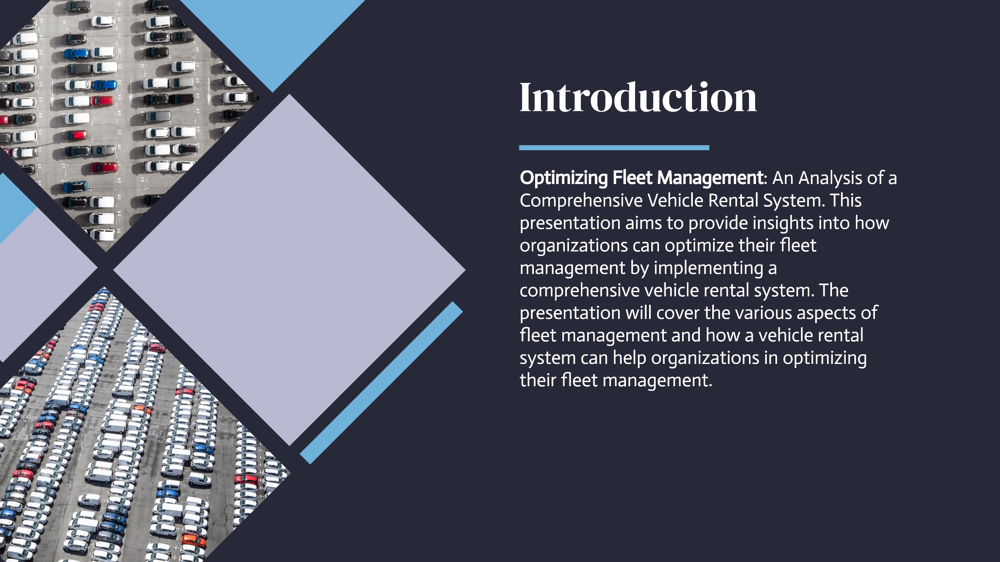 Introduction
Optimizing Fleet Management: An Analysis of a
Comprehensive Vehicle Rental System. This
presentation aims to provide insights into how
organizations can optimize their fleet
management by implementing a
comprehensive vehicle rental system. The
presentation will cover the various aspects of
fleet management and how a vehicle rental
system can help organizations in optimizing
their fleet management.